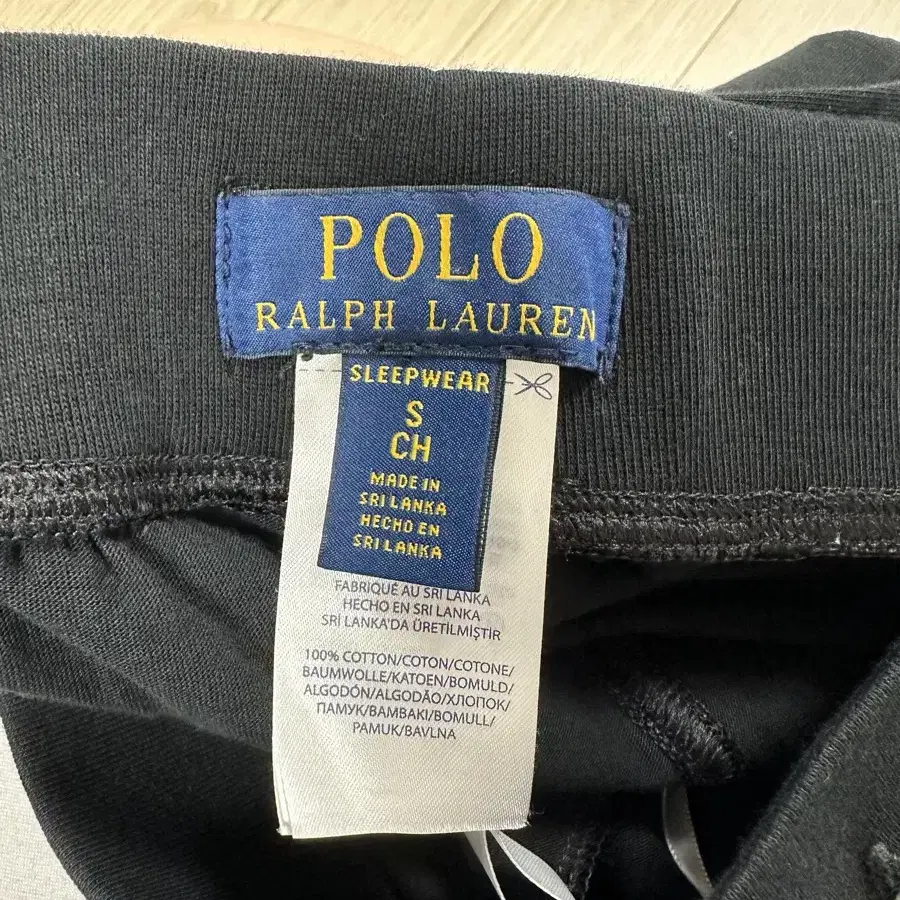 POLO
RALPH LAUREN
SLEEPWEAR
S
CH
MADE IN
SRI LANKA
HECHO EN
SRI LANKA
FABRIQUÉ AU SRI LANKA
HECHO EN SRI LANKA
SRİ LANKA'DA ÜRETİLMİŞTİR
100% COTTON/COTON/COTONE/
BAUMWOLLE/KATOEN/BOMULD/
ALGODÓN/ALGODÃO/ХЛОПОК/
ΠΑΜУΚ/BAMBAKI/BOMULL/
PAMUK/BAVLNA